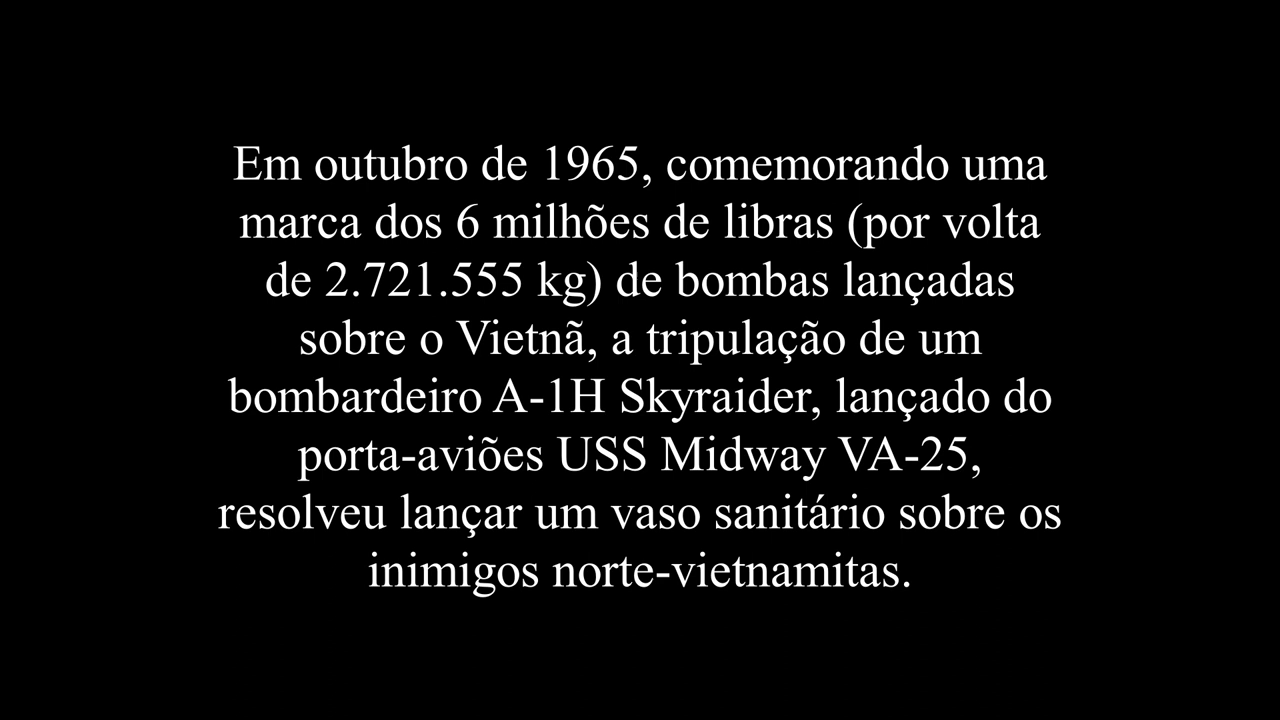 Em outubro de 1965, comemorando uma
marca dos 6 milhões de libras (por volta
de 2.721.555 kg) de bombas lançadas
sobre o Vietnã, a tripulação de um
bombardeiro A-1H Skyraider, lançado do
porta-aviões USS Midway VA-25,
resolveu lançar um vaso sanitário sobre os
inimigos norte-vietnamitas.